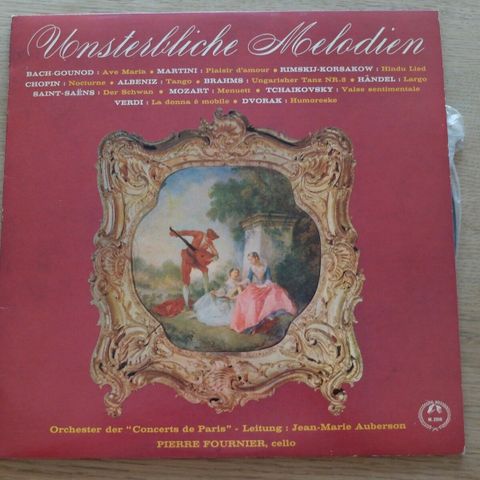 Unsterbliche Melodien
BACH-GOUNOD : Ave Maria • MARTINI : Plaisir d'amour • RIMSKIJ-KORSAKOW : Hindu Lied
CHOPIN : Nocturne • ALBENIZ : Tango • BRAHMS : Ungarisher Tanz NR.5 • HÄNDEL : Largo
SAINT-SAËNS : Der Schwan • MOZART : Menuett • TCHAIKOVSKY : Valse sentimentale
VERDI : La donna è mobile • DVORAK : Humoreske
Orchester der "Concerts de Paris" - Leitung : Jean-Marie Auberson
PIERRE FOURNIER, cello